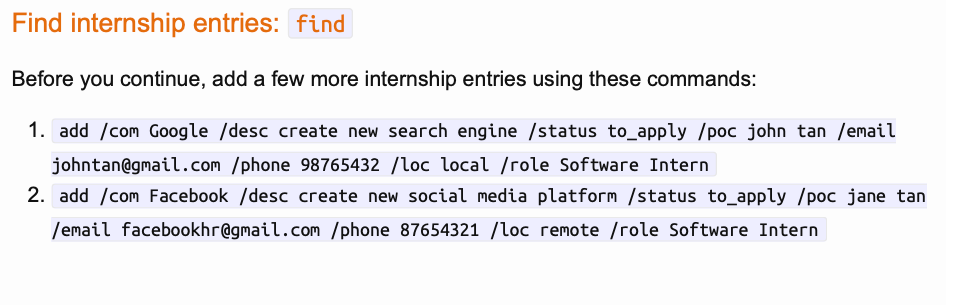 Find internship entries: find
Before you continue, add a few more internship entries using these commands:
1. add /com Google /desc create new search engine /status to_apply /poc john tan /email
johntan@gmail.com /phone 98765432 /loc local /role Software Intern
2. add /com Facebook /desc create new social media platform /status to_apply /poc jane tan
/email facebookhr@gmail.com /phone 87654321 /loc remote /role Software Intern